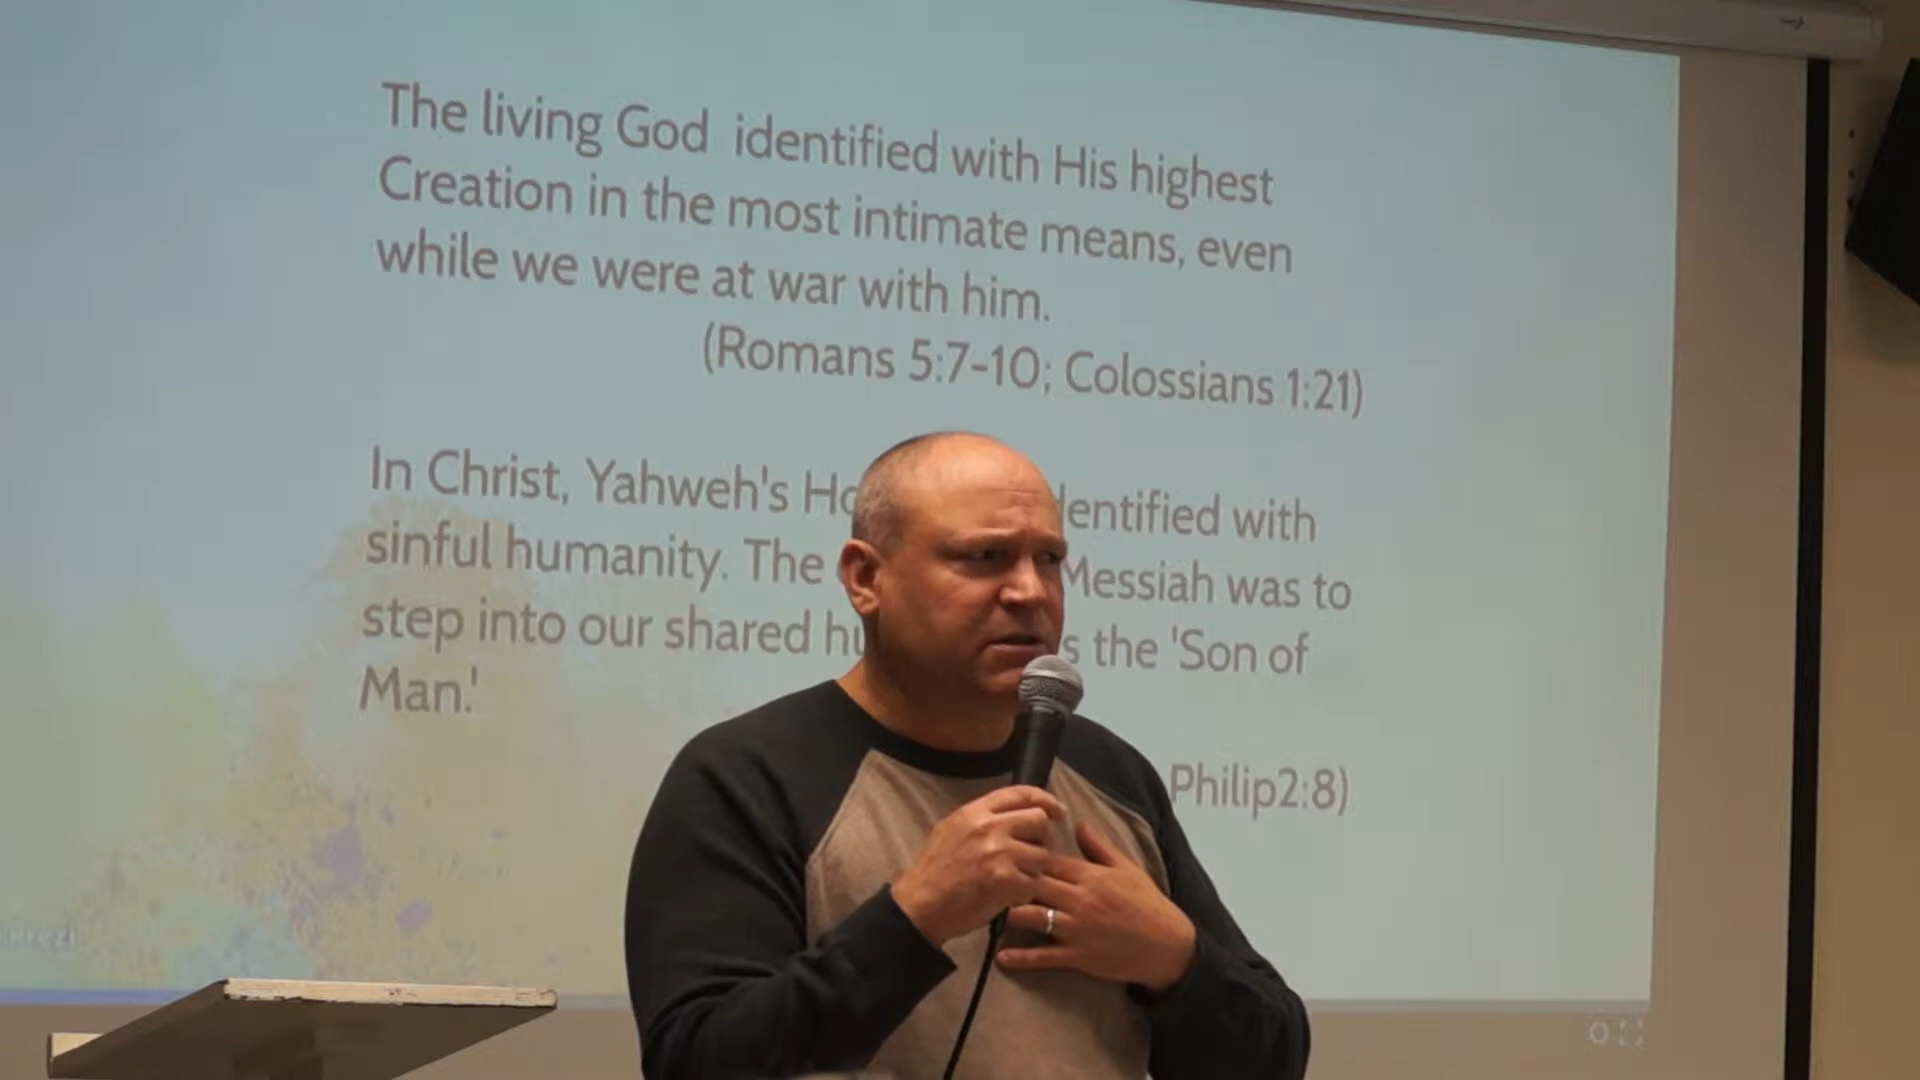 The living God identified with His highest
Creation in the most intimate means, even
while we were at war with him.
(Romans 5:7-10; Colossians 1:21)
In Christ, Yahweh's identified with
sinful humanity. The Messiah was to
step into our shared the 'Son of
Man.'
Philip2:8)